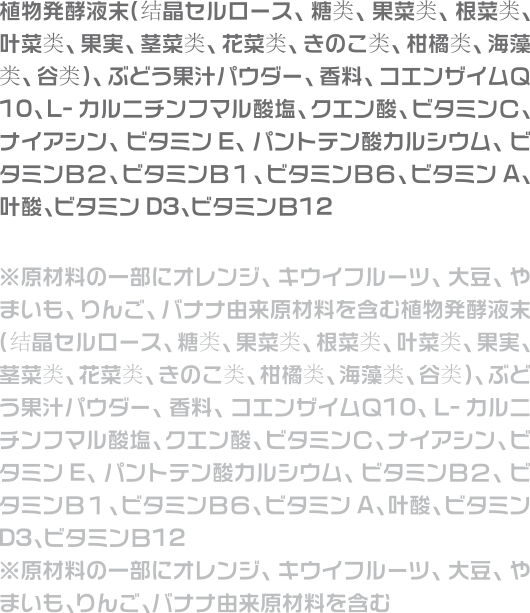 植物発酵液末(结晶セルロース、糖类、果菜类、根菜类、
叶菜类、果実、茎菜类、花菜类、きのこ类、柑橘类、海藻
类、谷类)、ぶどう果汁パウダー、香料、コエンザイムQ
10、L-カルニチンフマル酸塩、クエン酸、ビタミンC、
ナイアシン、ビタミンE、パントテン酸カルシウム、ビ
タミンB2、ビタミンB1、ビタミンB6、ビタミンA、
叶酸、ビタミンD3、ビタミンB12
※原材料の一部にオレンジ、キウイフルーツ、大豆、や
まいも、りんご、バナナ由来原材料を含む植物発酵液末
(结晶セルロース、糖类、果菜类、根菜类、叶菜类、果実、
茎菜类、花菜类、きのこ类、柑橘类、海藻类、谷类)、ぶど
う果汁パウダー、香料、コエンザイムQ10、L-カルニ
チンフマル酸塩、クエン酸、ビタミンC、ナイアシン、ビ
タミンE、パントテン酸カルシウム、ビタミンB2、ビ
タミンB1、ビタミンB6、ビタミンA、叶酸、ビタミン
D3、ビタミンB12
※原材料の一部にオレンジ、キウイフルーツ、大豆、や
まいも、りんご、バナナ由来原材料を含む